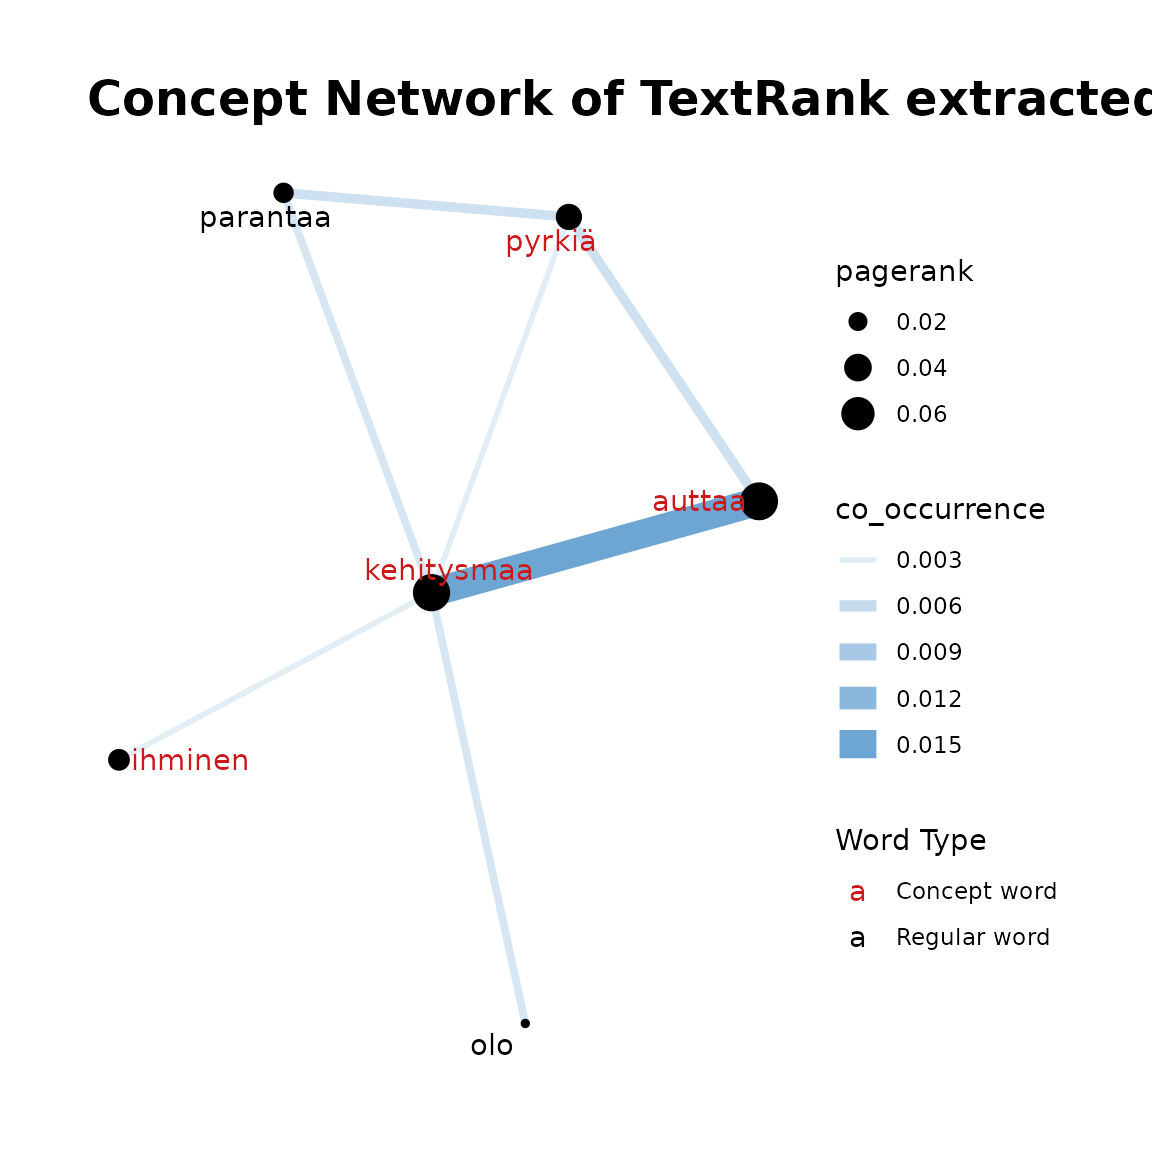 Concept Network of TextRank extracted
parantaa
pyrkiä
auttaa
kehitysmaa
ihminen
olo
pagerank
0.02
0.04
0.06
co_occurrence
0.003
0.006
0.009
0.012
0.015
Word Type
a Concept word
a Regular word